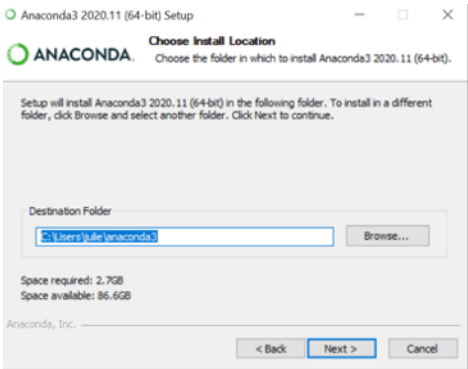 Anaconda3 2020.11 (64-bit) Setup
ANACONDA.
Choose Install Location
Choose the folder in which to install Anaconda3 2020.11 (64-bit).
Setup will install Anaconda3 2020.11 (64-bit) in the following folder. To install in a different
folder, click Browse and select another folder. Click Next to continue.
Destination Folder
C:\Users\julie\anaconda3
Browse...
Space required: 2.7GB
Space available: 86.6GB
Anaconda, Inc.
< Back
Next >
Cancel